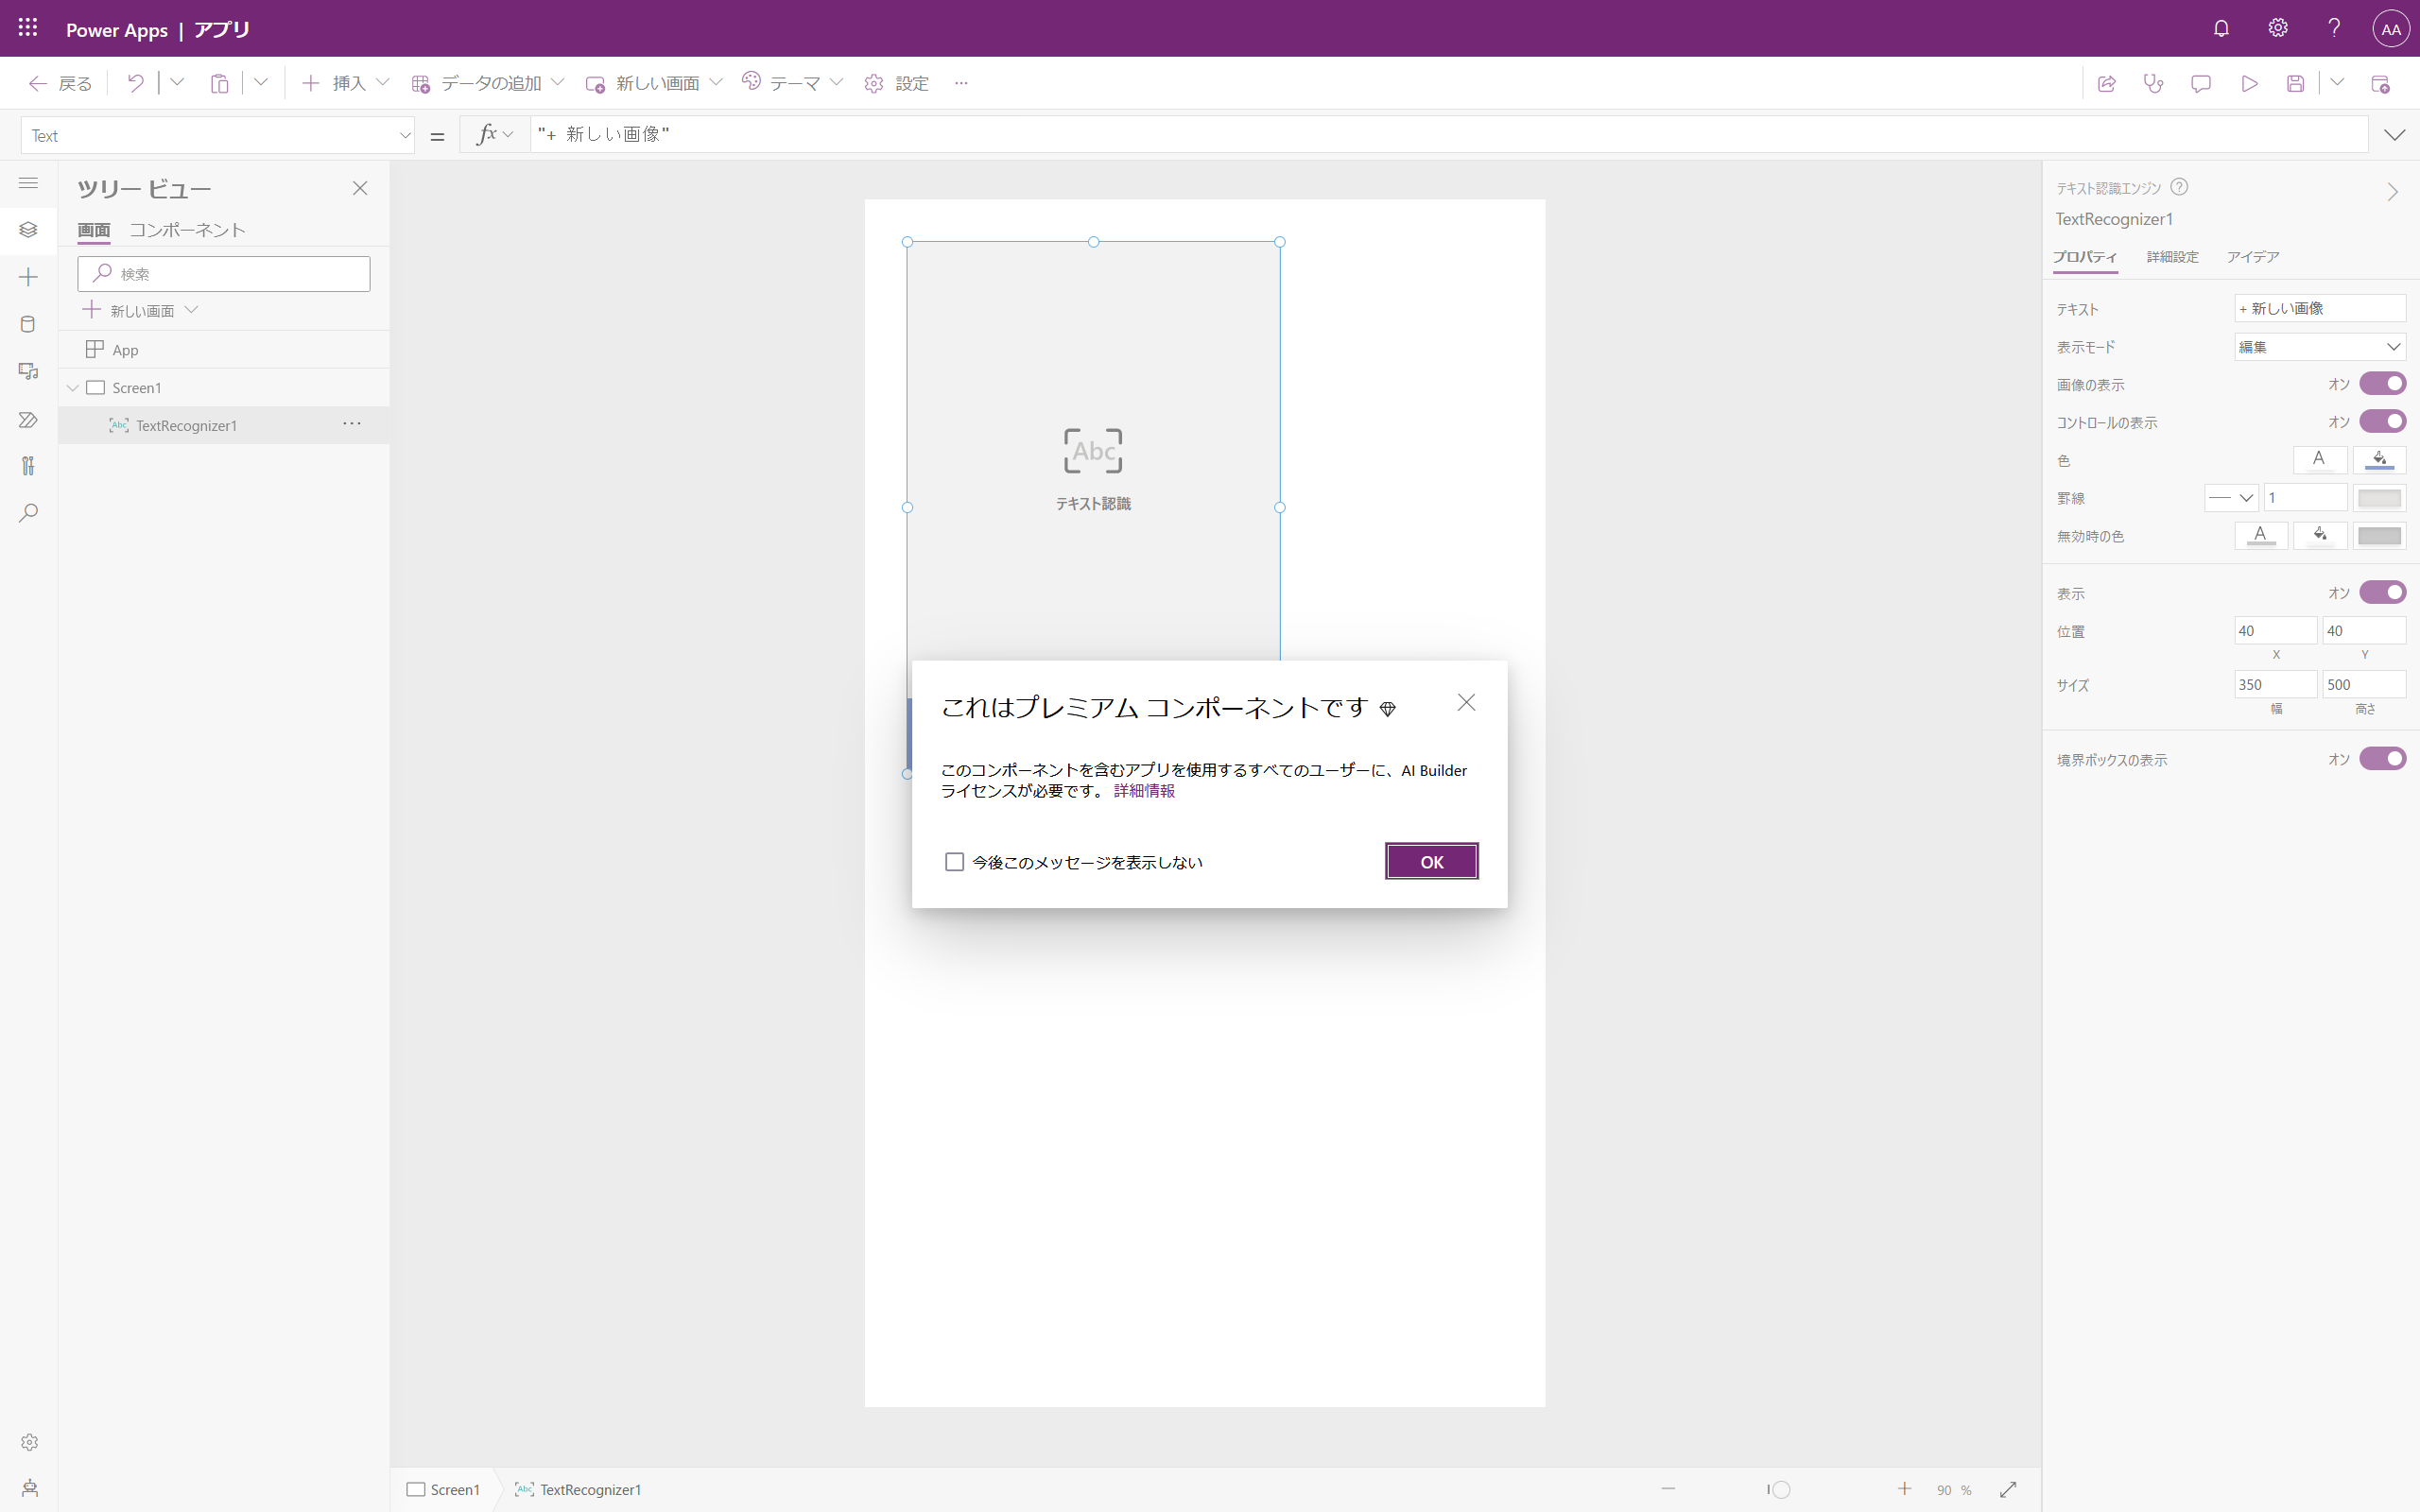 Power Apps | アプリ
AA
戻る
挿入
データの追加
新しい画面
テーマ
設定
Text
=
fx
"+ 新しい画像"
ツリー ビュー
画面 コンポーネント
検索
新しい画面
App
Screen1
Abc TextRecognizer1
Abc
テキスト認識
これはプレミアム コンポーネントです
このコンポーネントを含むアプリを使用するすべてのユーザーに、AI Builder
ライセンスが必要です。 詳細情報
今後このメッセージを表示しない
OK
テキスト認識エンジン
TextRecognizer1
プロパティ 詳細設定 アイデア
テキスト + 新しい画像
表示モード 編集
画像の表示 オン
コントロールの表示 オン
色 A
罫線 1
無効時の色 A
表示 オン
位置 40 40
X Y
サイズ 350 500
幅 高さ
境界ボックスの表示 オン
Screen1 Abc TextRecognizer1
90 %